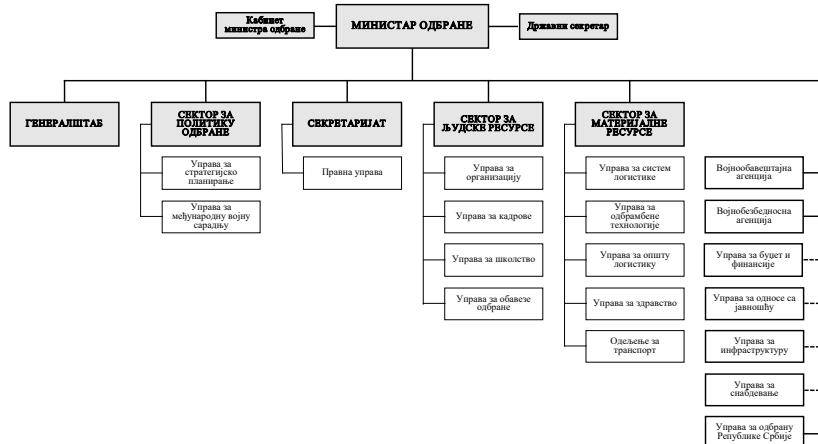 Кабинет
министра одбране
МИНИСТАР ОДБРАНЕ
Државни секретар
ГЕНЕРАЛШТАБ
СЕКТОР ЗА
ПОЛИТИКУ
ОДБРАНЕ
Управа за
стратегијско
планирање
Управа за
међународну војну
сарадњу
СЕКРЕТАРИЈАТ
Правна управа
СЕКТОР ЗА
ЉУДСКЕ РЕСУРСЕ
Управа за
организацију
Управа за кадрове
Управа за школство
Управа за обавезе
одбране
СЕКТОР ЗА
МАТЕРИЈАЛНЕ
РЕСУРСЕ
Управа за систем
логистике
Управа за
одбрамбене
технологије
Управа за општу
логистику
Управа за здравство
Одељење за
транспорт
Војнообавештајна
агенција
Војнобезбедносна
агенција
Управа за буџет и
финансије
Управа за односе са
јавношћу
Управа за
инфраструктуру
Управа за
снабдевање
Управа за одбрану
Републике Србије